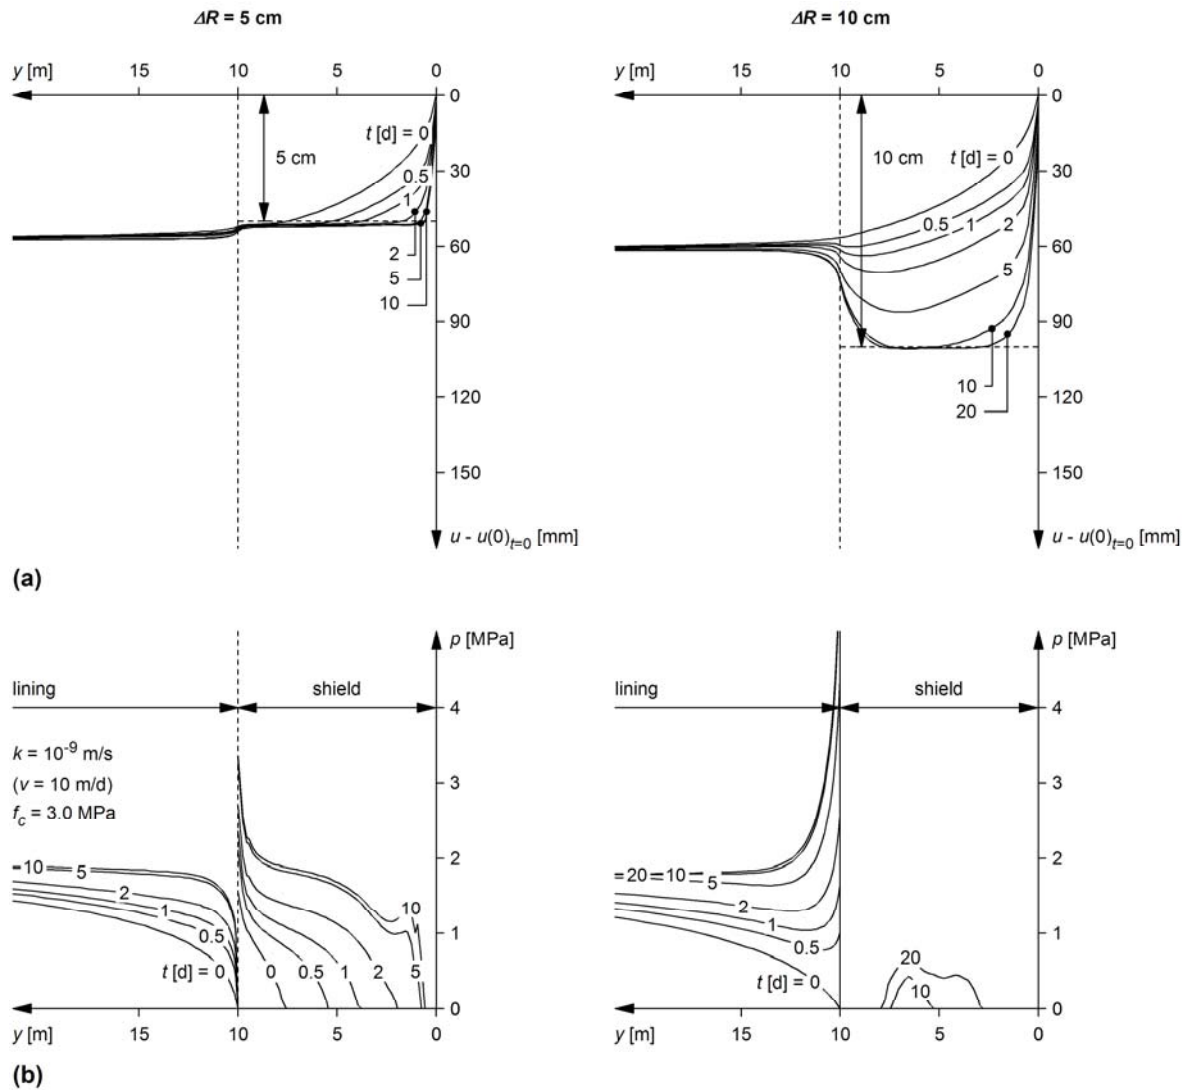 ΔR = 5 cm
ΔR = 10 cm
y [m] 15 10 5 0
y [m] 15 10 5 0
0
30
60
90
120
150
u - u(0)t=0 [mm]
5 cm
t [d] = 0
0.5
1
2
5
10
0
30
60
90
120
150
u - u(0)t=0 [mm]
10 cm
t [d] = 0
0.5 1 2
5
10
20
(a)
p [MPa]
lining shield
4
3
2
1
0
k = 10-9 m/s
(v = 10 m/d)
fc = 3.0 MPa
10 5
2
1
0.5
t [d] = 0
0 0.5 1 2 5
10
y [m] 15 10 5 0
p [MPa]
shield
4
3
2
1
0
20 10 5
2
1
0.5
t [d] = 0
20
10
y [m] 15 10 5 0
(b)